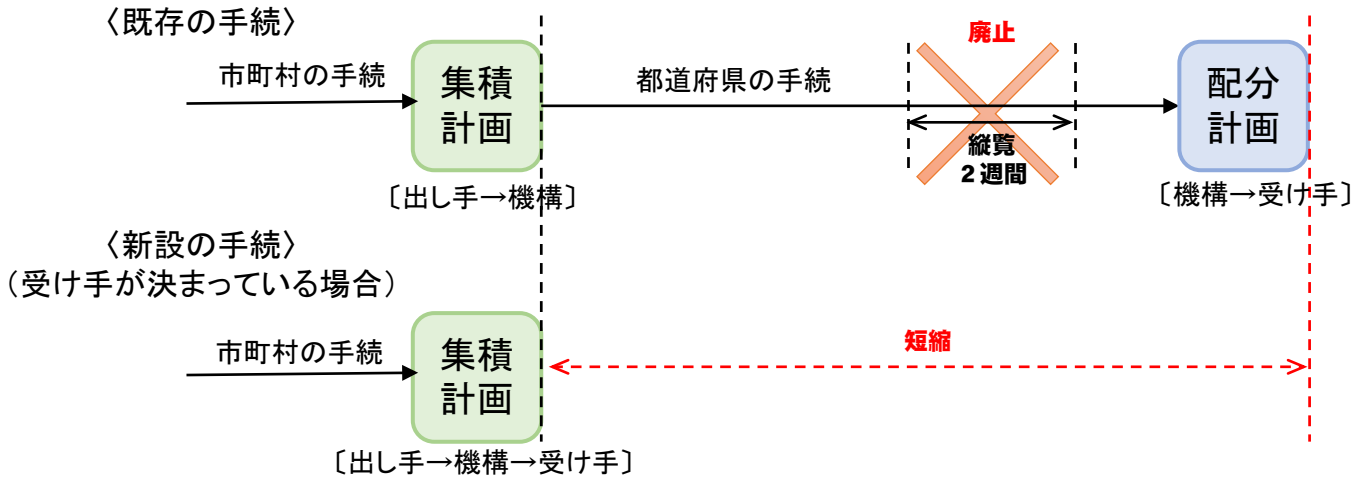 〈既存の手続〉
廃止
市町村の手続
集積
計画
都道府県の手続
配分
計画
縦覧
２週間
〔出し手→機構〕
〔機構→受け手〕
〈新設の手続〉
（受け手が決まっている場合）
市町村の手続
集積
計画
短縮
〔出し手→機構→受け手〕